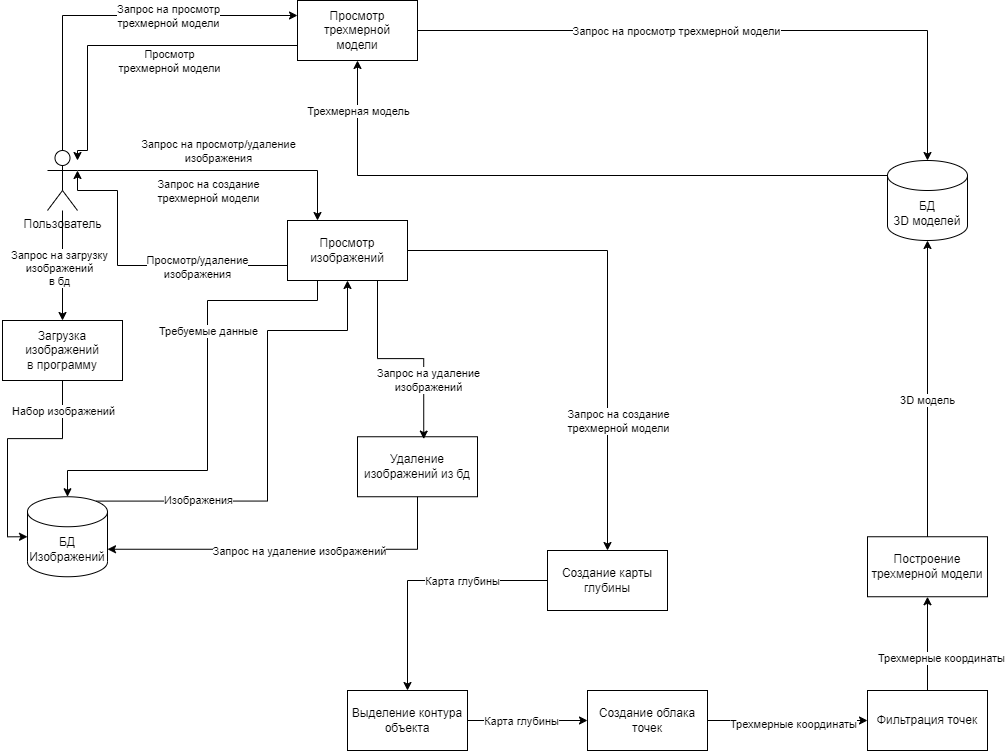 Запрос на просмотр
трехмерной модели
Просмотр
трехмерной
модели
Запрос на просмотр трехмерной модели
Просмотр
трехмерной модели
Трехмерная модель
Запрос на просмотр/удаление
изображения
Запрос на создание
трехмерной модели
БД
3D моделей
Пользователь
Просмотр
изображений
Запрос на загрузку
изображений
в бд
Просмотр/удаление
изображения
Загрузка
изображений
в программу
Требуемые данные
Запрос на удаление
изображений
Набор изображений
Запрос на создание
трехмерной модели
3D модель
Удаление
изображений из бд
Изображения
БД
Изображений
Запрос на удаление изображений
Создание карты
глубины
Построение
трехмерной модели
Карта глубины
Трехмерные координаты
Выделение контура
объекта
Карта глубины
Создание облака
точек
Трехмерные координаты
Фильтрация точек